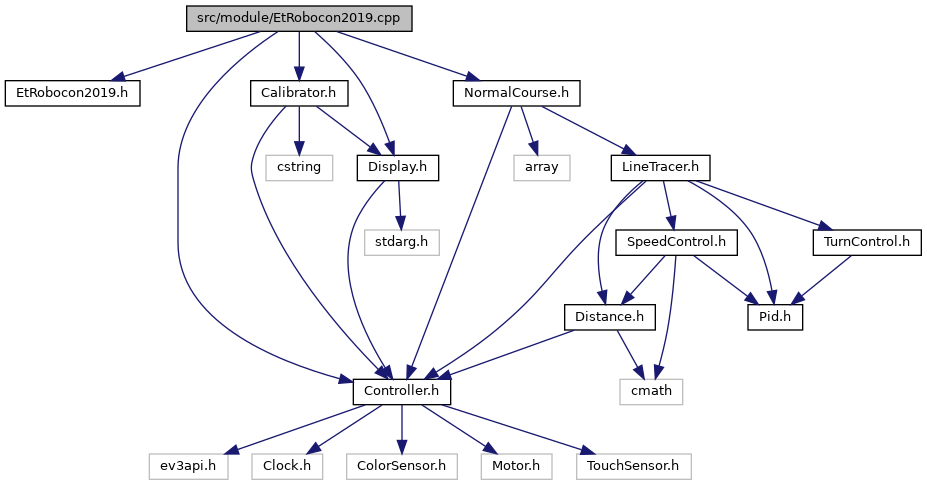 src/module/EtRobocon2019.cpp
EtRobocon2019.h
Calibrator.h
NormalCourse.h
cstring
Display.h
array
LineTracer.h
stdarg.h
SpeedControl.h
TurnControl.h
Distance.h
Pid.h
Controller.h
cmath
ev3api.h
Clock.h
ColorSensor.h
Motor.h
TouchSensor.h